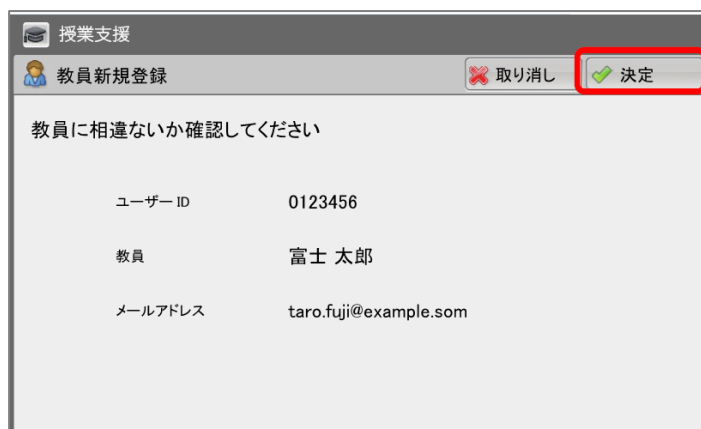 授業支援
教員新規登録 取り消し 決定
教員に相違ないか確認してください
ユーザー ID 0123456
教員 富士 太郎
メールアドレス taro.fuji@example.som